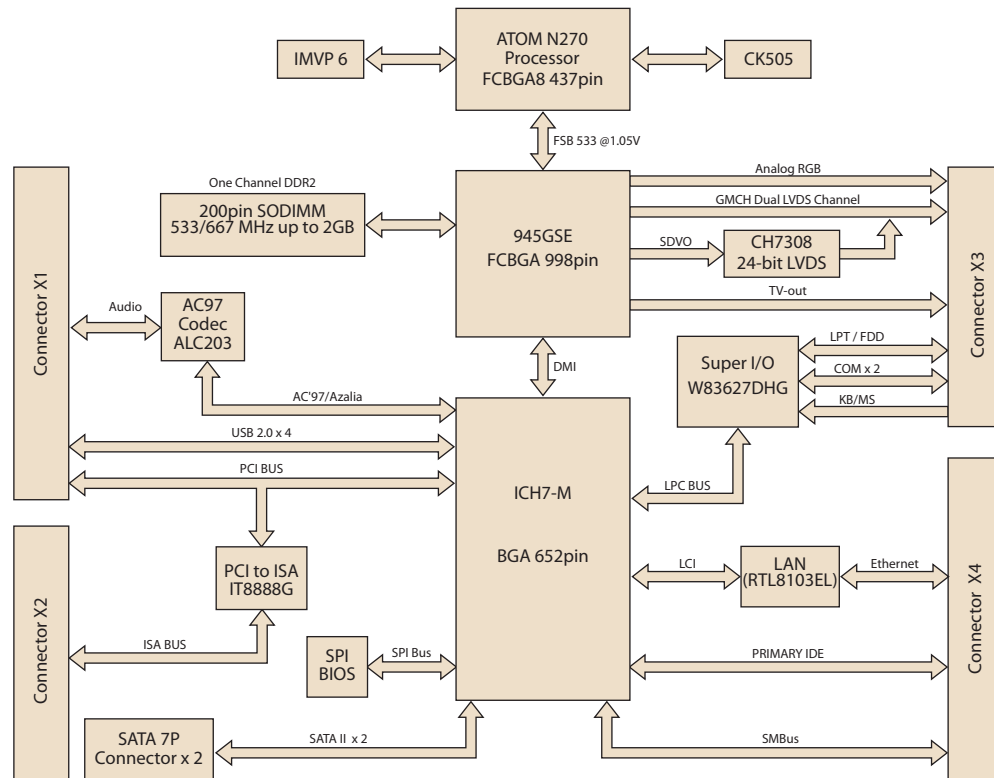 IMVP 6
ATOM N270
Processor
FCBGA8 437pin
CK505
FSB 533 @1.05V
Connector X1
One Channel DDR2
200pin SODIMM
533/667 MHz up to 2GB
945GSE
FCBGA 998pin
Analog RGB
GMCH Dual LVDS Channel
SDVO
CH7308
24-bit LVDS
TV-out
Connector X3
Audio
AC97
Codec
ALC203
AC'97/Azalia
DMI
Super I/O
W83627DHG
LPT / FDD
COM x 2
KB/MS
USB 2.0 x 4
PCI BUS
ICH7-M
BGA 652pin
LPC BUS
Connector X2
PCI to ISA
IT8888G
ISA BUS
LCI
LAN
(RTL8103EL)
Ethernet
Connector X4
SPI
BIOS
SPI Bus
PRIMARY IDE
SATA 7P
Connector x 2
SATA II x 2
SMBus